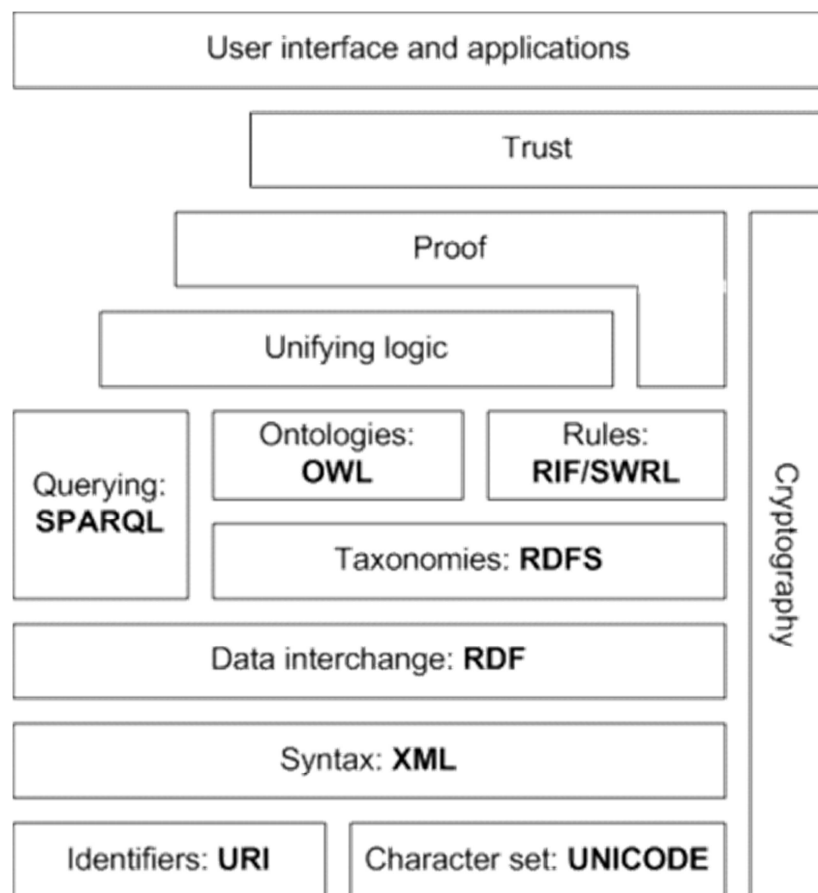 User interface and applications
Trust
Proof
Unifying logic
Querying:
SPARQL
Ontologies:
OWL
Rules:
RIF/SWRL
Taxonomies: RDFS
Cryptography
Data interchange: RDF
Syntax: XML
Identifiers: URI
Character set: UNICODE